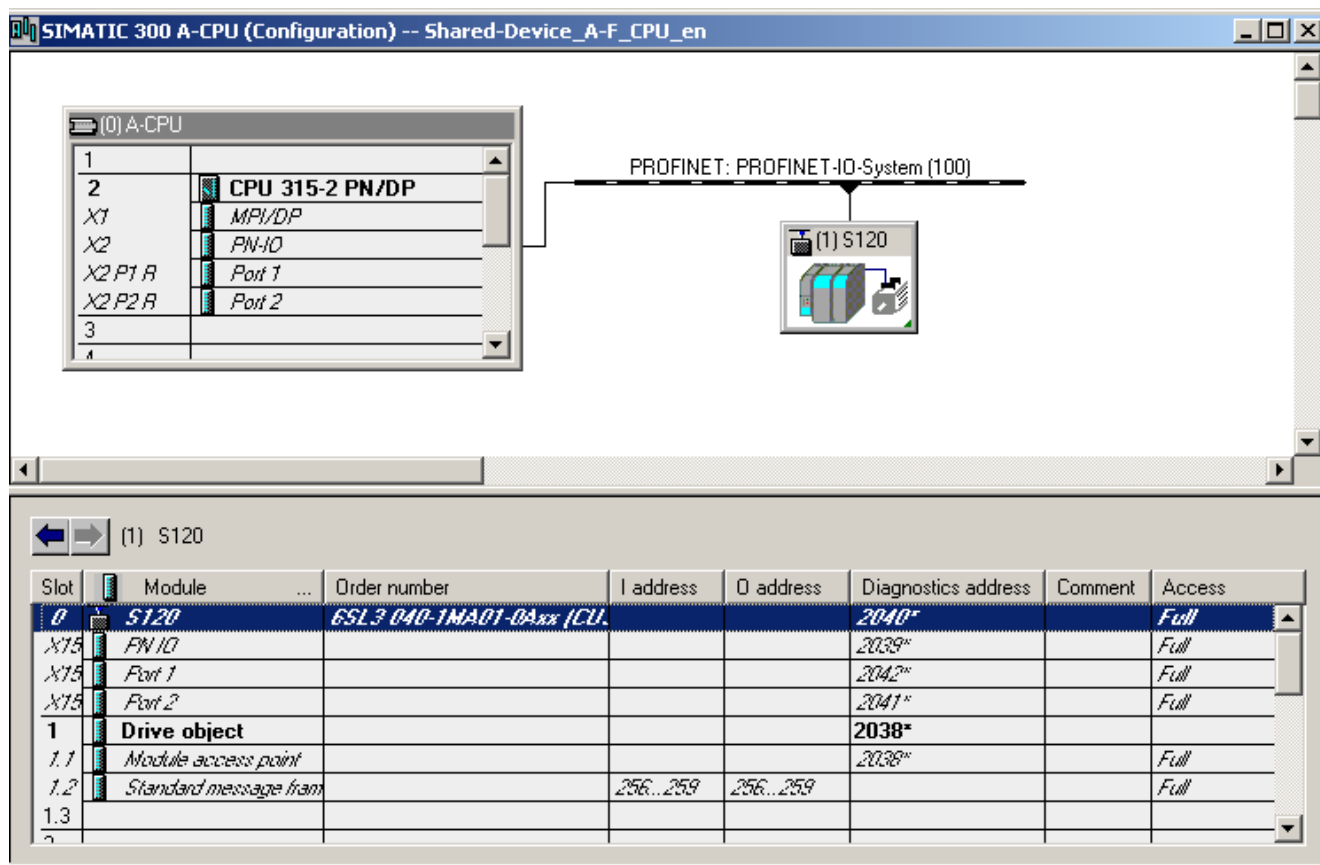 SIMATIC 300 A-CPU (Configuration) -- Shared-Device_A-F_CPU_en
(0) A-CPU
1
2 CPU 315-2 PN/DP
X1 MPI/DP
X2 PN-IO
X2 P1 R Port 1
X2 P2 R Port 2
3
4
PROFINET: PROFINET-IO-System (100)
(1) S120
(1) S120
Slot Module ... Order number I address O address Diagnostics address Comment Access
0 S120 6SL3 040-1MA01-0Axx (CU. 2040* Full
X15 PN IO 2039* Full
X15 Port 1 2042* Full
X15 Port 2 2041* Full
1 Drive object 2038*
1.1 Module access point 2038* Full
1.2 Standard message fram 256...259 256...259 Full
1.3